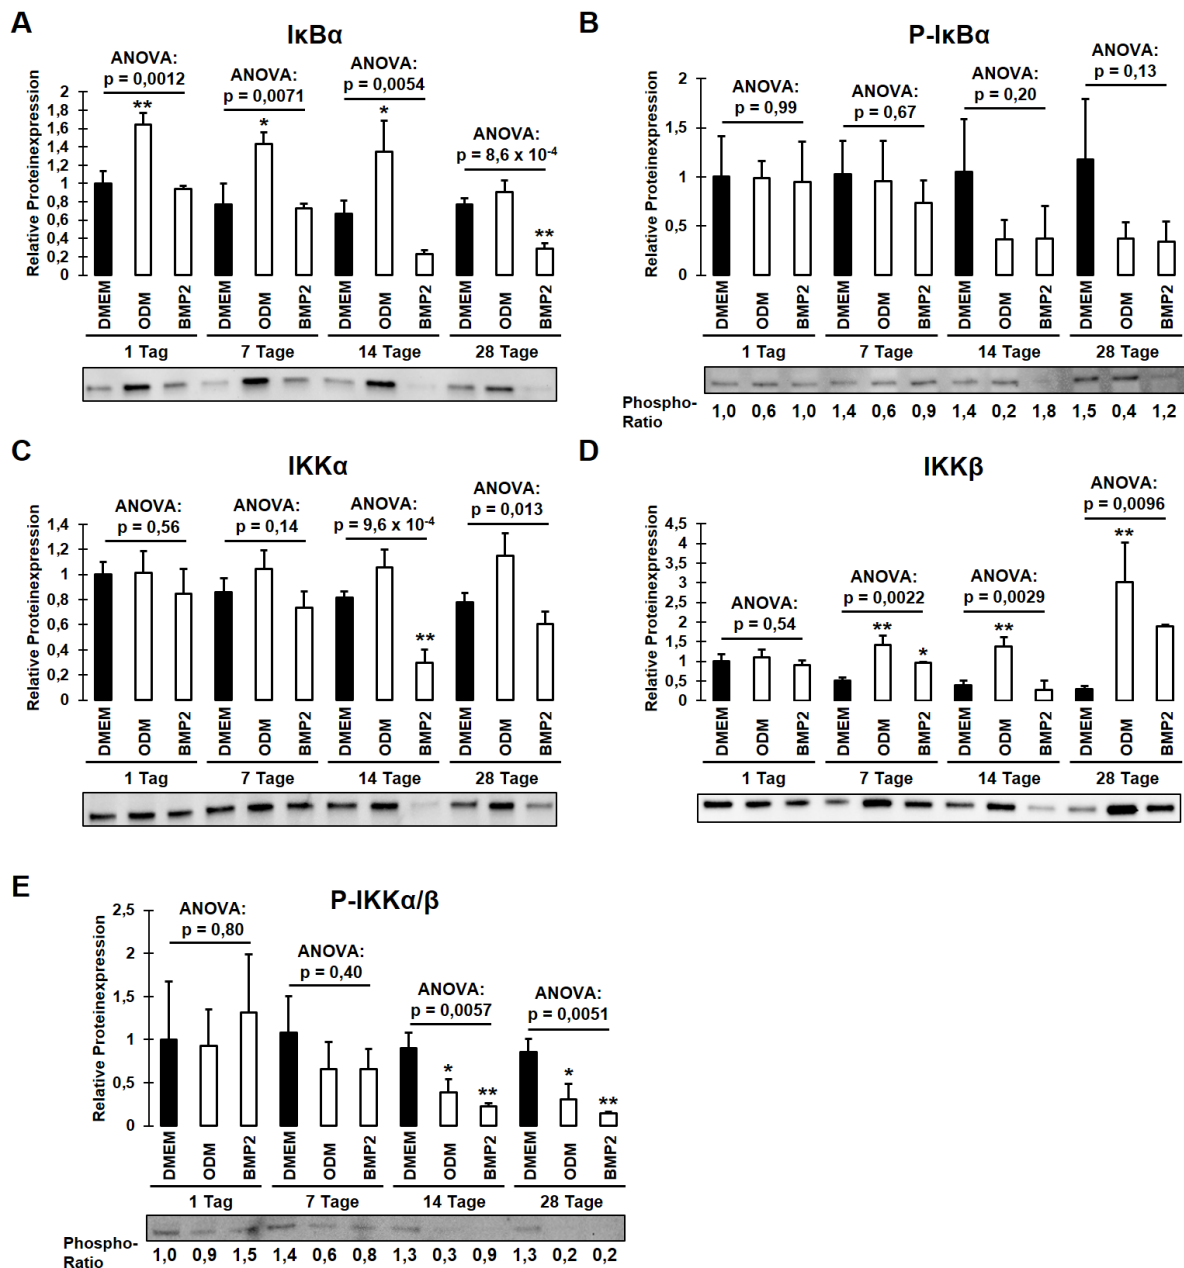 A
IκBα
ANOVA:
p = 0,0012
ANOVA:
p = 0,0071
ANOVA:
p = 0,0054
ANOVA:
p = 8,6 x 10-4
** * * **
Relative Proteinexpression
2
1,8
1,6
1,4
1,2
1
0,8
0,6
0,4
0,2
0
DMEM ODM BMP2 DMEM ODM BMP2 DMEM ODM BMP2 DMEM ODM BMP2
1 Tag 7 Tage 14 Tage 28 Tage
B
P-IκBα
ANOVA:
p = 0,99
ANOVA:
p = 0,67
ANOVA:
p = 0,20
ANOVA:
p = 0,13
Relative Proteinexpression
2
1,5
1
0,5
0
DMEM ODM BMP2 DMEM ODM BMP2 DMEM ODM BMP2 DMEM ODM BMP2
1 Tag 7 Tage 14 Tage 28 Tage
Phospho-
Ratio
1,0 0,6 1,0 1,4 0,6 0,9 1,4 0,2 1,8 1,5 0,4 1,2
C
IKKα
ANOVA:
p = 0,56
ANOVA:
p = 0,14
ANOVA:
p = 9,6 x 10-4
ANOVA:
p = 0,013
**
Relative Proteinexpression
1,4
1,2
1
0,8
0,6
0,4
0,2
0
DMEM ODM BMP2 DMEM ODM BMP2 DMEM ODM BMP2 DMEM ODM BMP2
1 Tag 7 Tage 14 Tage 28 Tage
D
IKKβ
ANOVA:
p = 0,54
ANOVA:
p = 0,0022
ANOVA:
p = 0,0029
ANOVA:
p = 0,0096
** * ** **
Relative Proteinexpression
4,5
4
3,5
3
2,5
2
1,5
1
0,5
0
DMEM ODM BMP2 DMEM ODM BMP2 DMEM ODM BMP2 DMEM ODM BMP2
1 Tag 7 Tage 14 Tage 28 Tage
E
P-IKKα/β
ANOVA:
p = 0,80
ANOVA:
p = 0,40
ANOVA:
p = 0,0057
ANOVA:
p = 0,0051
* ** * **
Relative Proteinexpression
2,5
2
1,5
1
0,5
0
DMEM ODM BMP2 DMEM ODM BMP2 DMEM ODM BMP2 DMEM ODM BMP2
1 Tag 7 Tage 14 Tage 28 Tage
Phospho-
Ratio
1,0 0,9 1,5 1,4 0,6 0,8 1,3 0,3 0,9 1,3 0,2 0,2